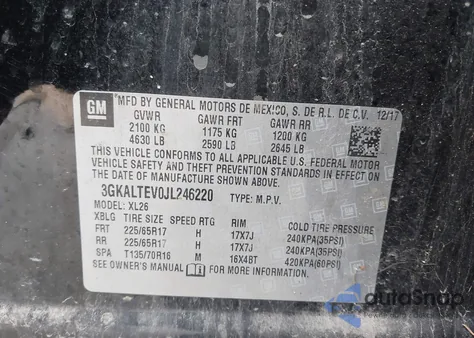 GM
MFD BY GENERAL MOTORS DE MEXICO, S. DE R.L. DE C.V. 12/17
GVWR GAWR FRT GAWR RR
2100 KG 1175 KG 1200 KG
4630 LB 2590 LB 2645 LB
THIS VEHICLE CONFORMS TO ALL APPLICABLE U.S. FEDERAL MOTOR
VEHICLE SAFETY AND THEFT PREVENTION STANDARDS IN EFFECT ON
THE DATE OF MANUFACTURE SHOWN ABOVE.
3GKALTEV0JL246220 TYPE: M.P.V.
MODEL: XL26
XBLG TIRE SIZE SPEED RTG RIM COLD TIRE PRESSURE
FRT 225/65R17 H 17X7J 240KPA(35PSI)
RR 225/65R17 H 17X7J 240KPA(35PSI)
SPA T135/70R16 M 16X4BT 420KPA(60PSI)
SEE OWNER'S MANUAL FOR ADDITIONAL INFORMATION
autoSnap